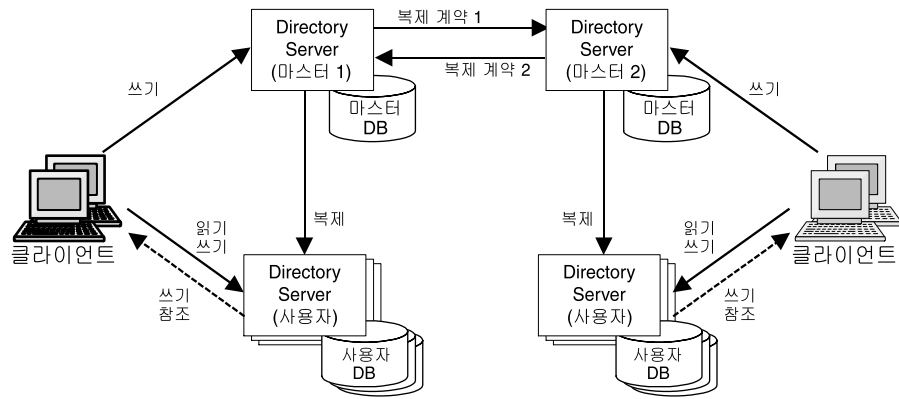 복제 계약 1
Directory
Server
(마스터 1)
Directory
Server
(마스터 2)
복제 계약 2
쓰기
쓰기
마스터
DB
마스터
DB
클라이언트
클라이언트
복제
복제
읽기
쓰기
읽기
쓰기
쓰기
참조
쓰기
참조
Directory
Server
(사용자)
Directory
Server
(사용자)
사용자
DB
사용자
DB